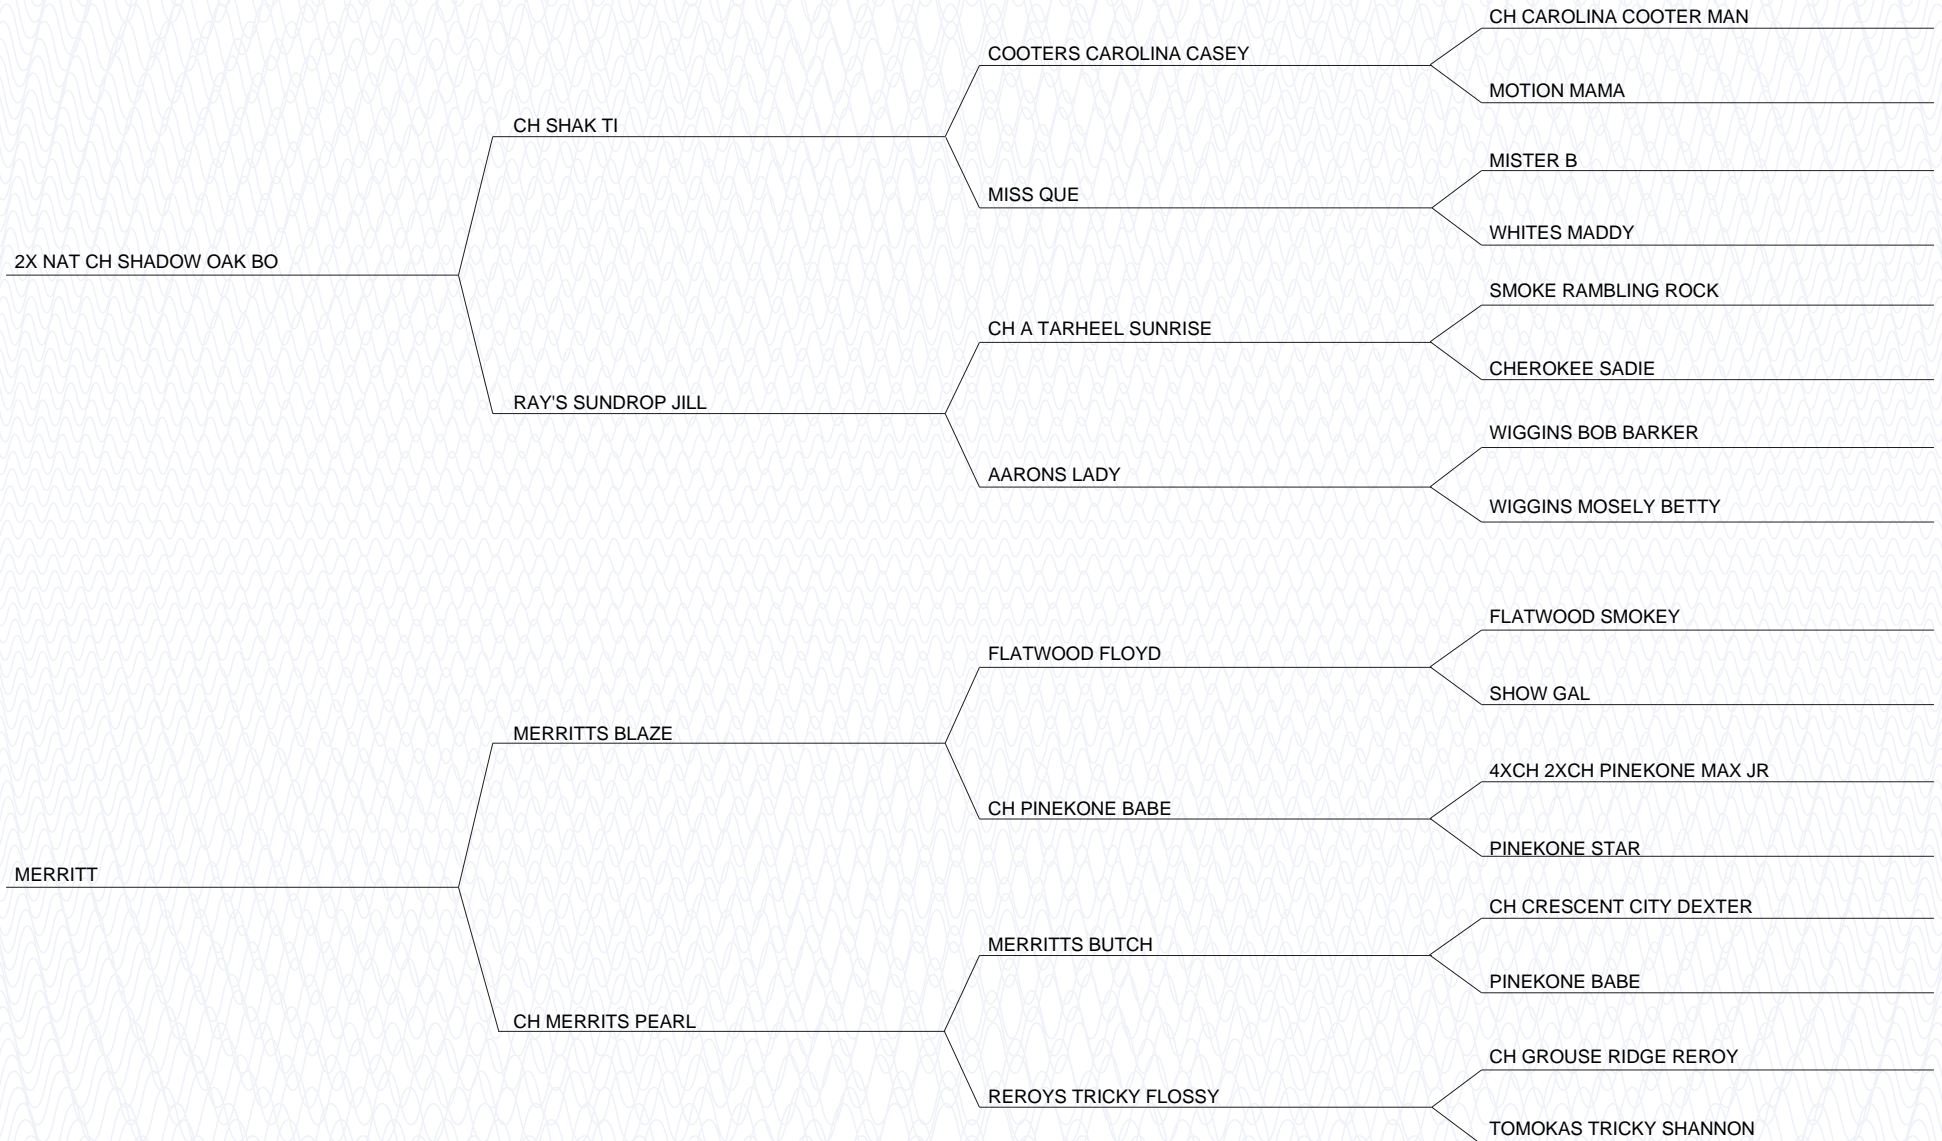 CH CAROLINA COOTER MAN
COOTERS CAROLINA CASEY
MOTION MAMA
CH SHAK TI
MISTER B
MISS QUE
WHITES MADDY
2X NAT CH SHADOW OAK BO
SMOKE RAMBLING ROCK
CH A TARHEEL SUNRISE
CHEROKEE SADIE
RAY'S SUNDROP JILL
WIGGINS BOB BARKER
AARONS LADY
WIGGINS MOSELY BETTY
FLATWOOD SMOKEY
FLATWOOD FLOYD
SHOW GAL
MERRITTS BLAZE
4XCH 2XCH PINEKONE MAX JR
CH PINEKONE BABE
PINEKONE STAR
MERRITT
CH CRESCENT CITY DEXTER
MERRITTS BUTCH
PINEKONE BABE
CH MERRITS PEARL
CH GROUSE RIDGE REROY
REROYS TRICKY FLOSSY
TOMOKAS TRICKY SHANNON